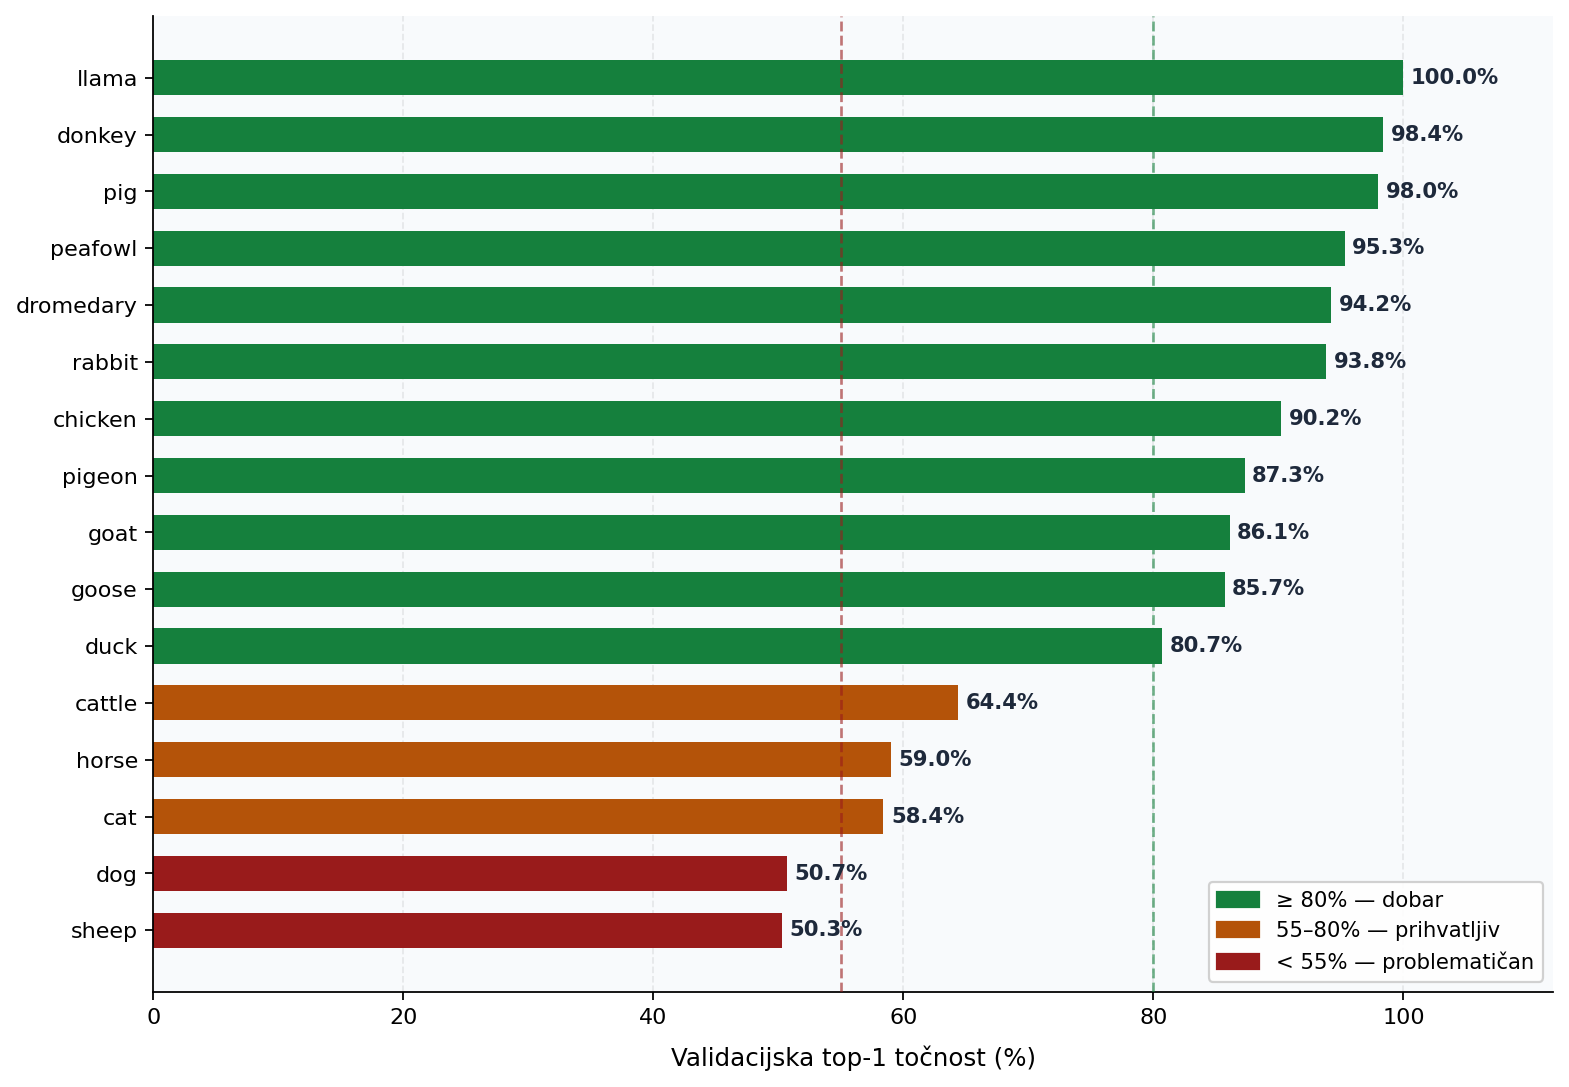 llama 100.0%
donkey 98.4%
pig 98.0%
peafowl 95.3%
dromedary 94.2%
rabbit 93.8%
chicken 90.2%
pigeon 87.3%
goat 86.1%
goose 85.7%
duck 80.7%
cattle 64.4%
horse 59.0%
cat 58.4%
dog 50.7%
sheep 50.3%
≥ 80% — dobar
55–80% — prihvatljiv
< 55% — problematičan
0 20 40 60 80 100
Validacijska top-1 točnost (%)